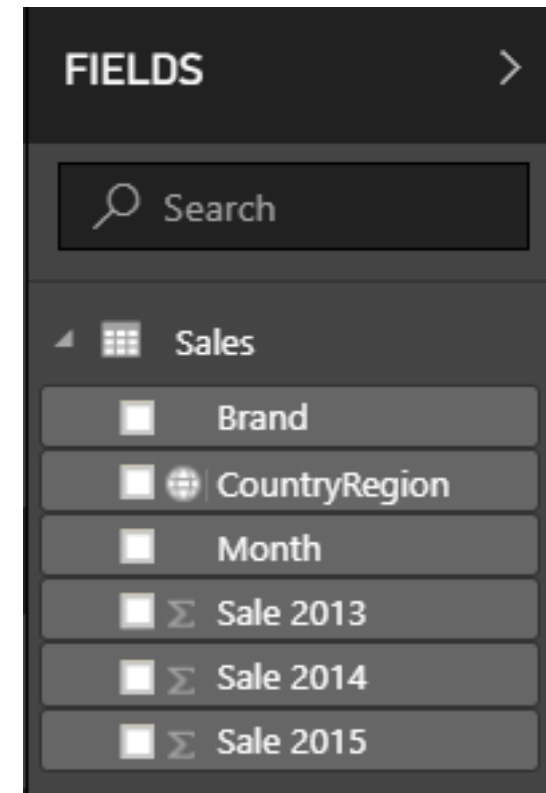 FIELDS
Search
Sales
Brand
CountryRegion
Month
Sale 2013
Sale 2014
Sale 2015